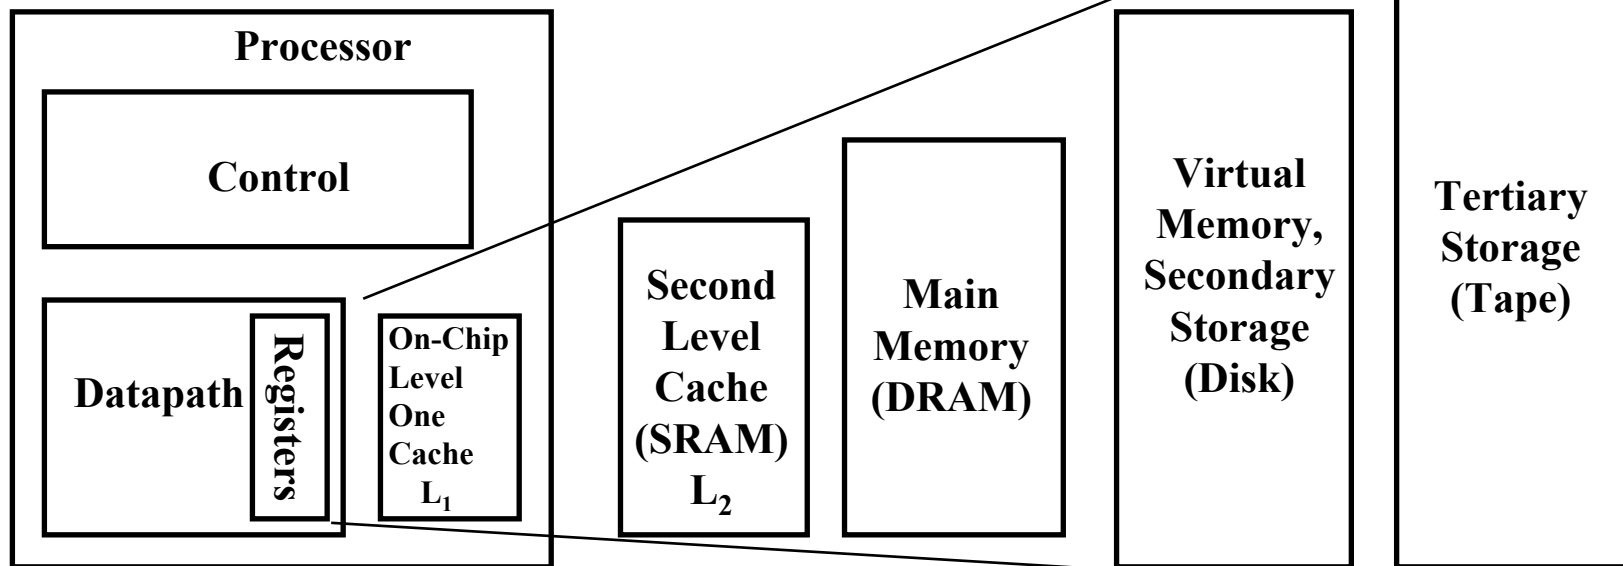 Processor
Control
Datapath
Registers
On-Chip
Level
One
Cache
L₁
Second
Level
Cache
(SRAM)
L₂
Main
Memory
(DRAM)
Virtual
Memory,
Secondary
Storage
(Disk)
Tertiary
Storage
(Tape)